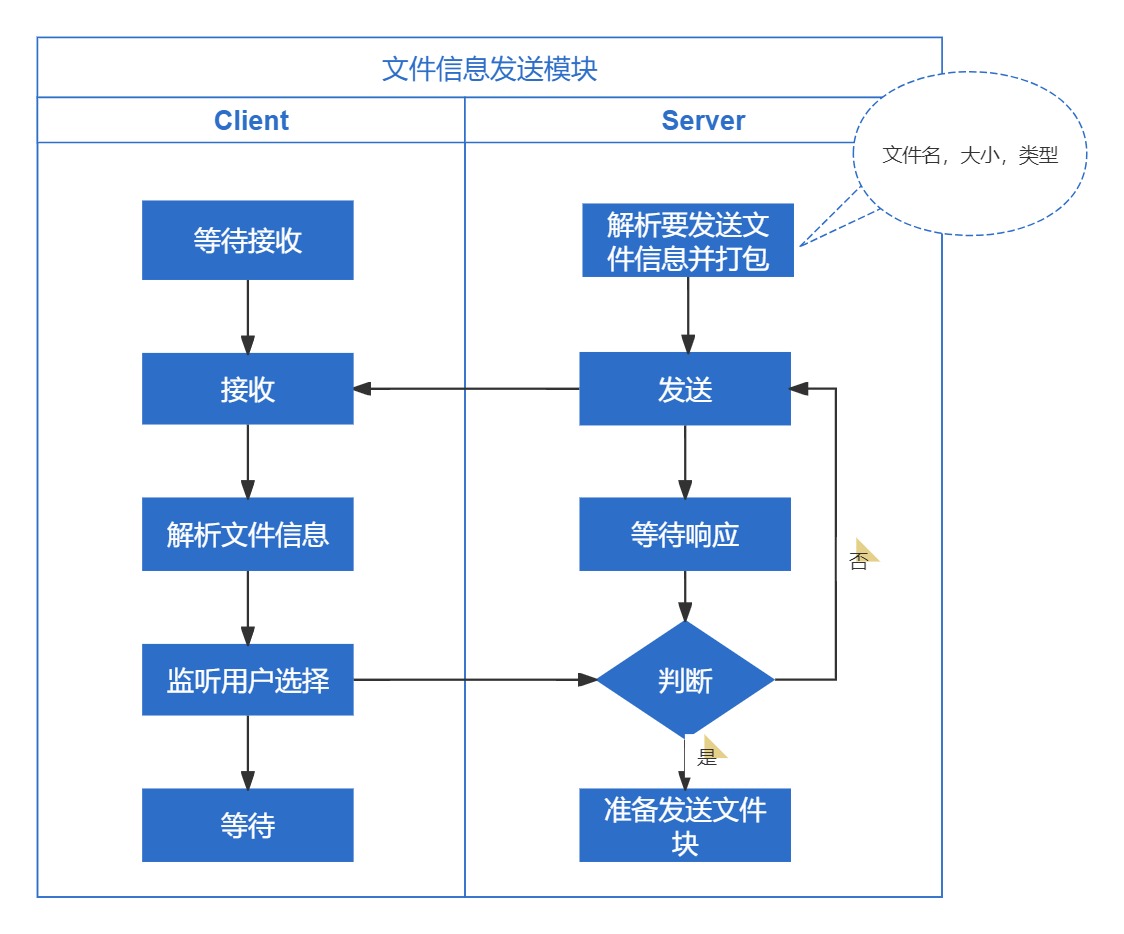 文件信息发送模块
Client
Server
文件名，大小，类型
等待接收
解析要发送文
件信息并打包
接收
发送
解析文件信息
等待响应
否
监听用户选择
判断
是
等待
准备发送文件
块